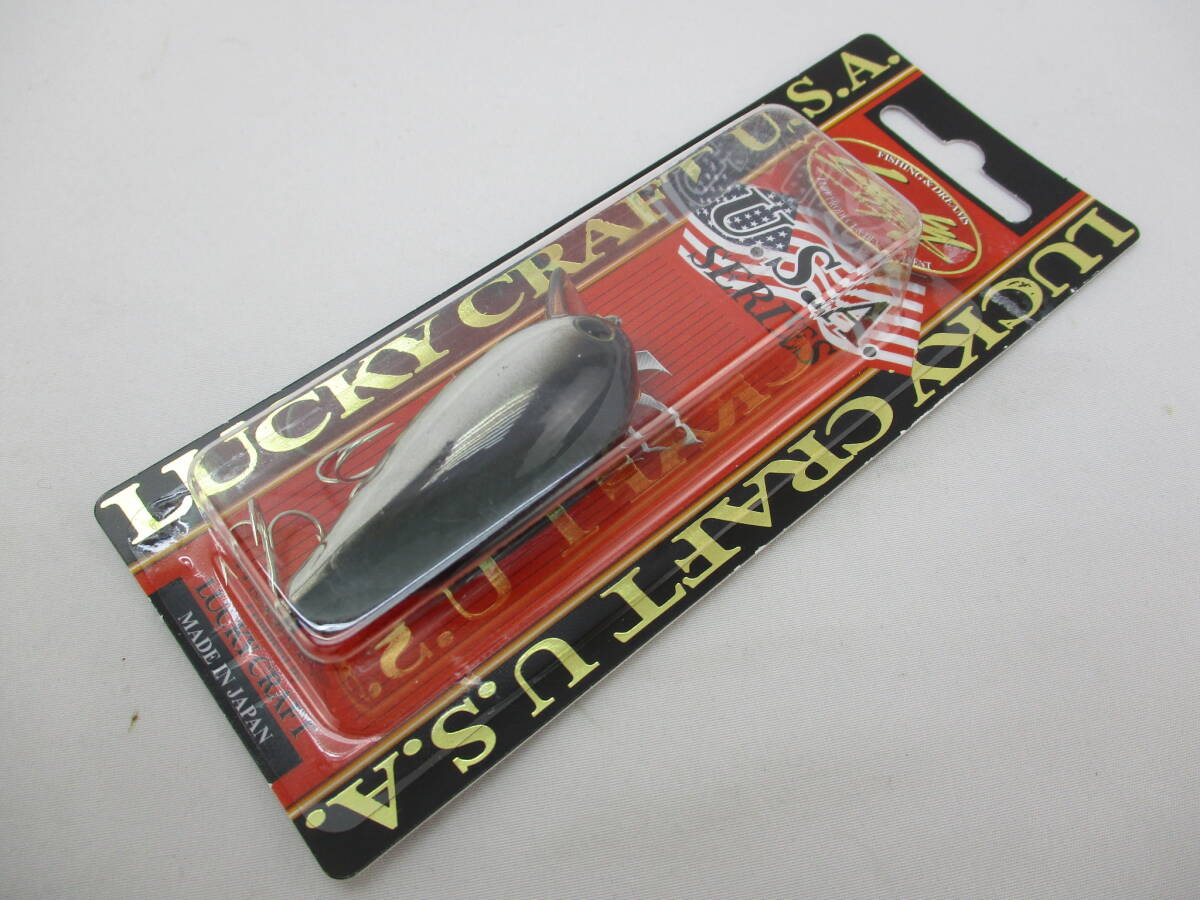 LUCKY CRAFT U.S.A.
FISHING & DREAMS
U.S.A.
SERIES
LUCKY CRAFT
MADE IN JAPAN
LUCKY CRAFT U.S.A.